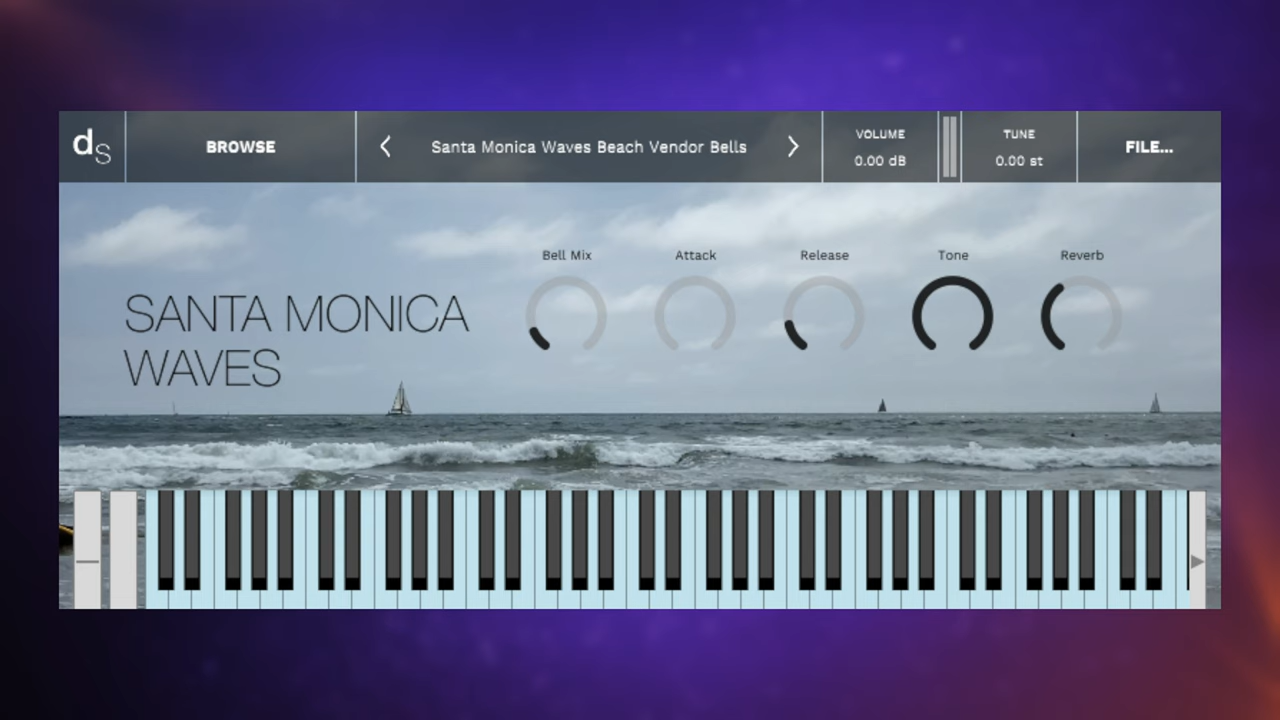 dS
BROWSE
Santa Monica Waves Beach Vendor Bells
VOLUME
0.00 dB
TUNE
0.00 st
FILE...
Bell Mix
Attack
Release
Tone
Reverb
SANTA MONICA
WAVES